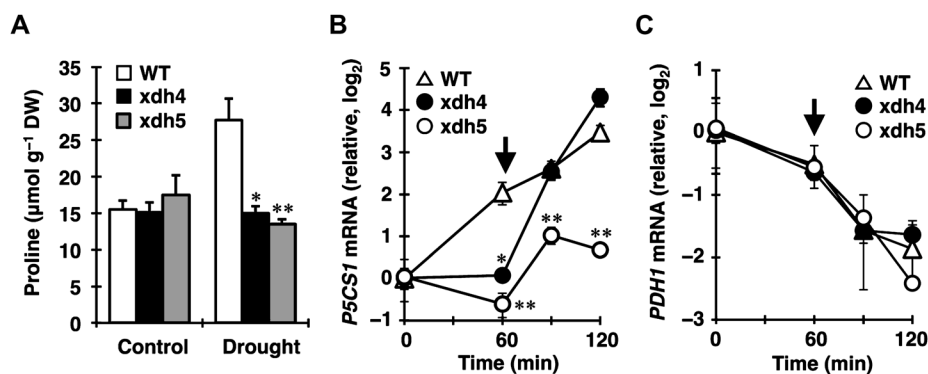 A
Proline (μmol g⁻¹ DW)
35
30
25
20
15
10
5
0
WT
xdh4
xdh5
*
**
Control
Drought
B
P5CS1 mRNA (relative, log₂)
5
4
3
2
1
0
−1
WT
xdh4
xdh5
*
**
**
**
0
60
120
Time (min)
C
PDH1 mRNA (relative, log₂)
1
0
−1
−2
−3
WT
xdh4
xdh5
0
60
120
Time (min)